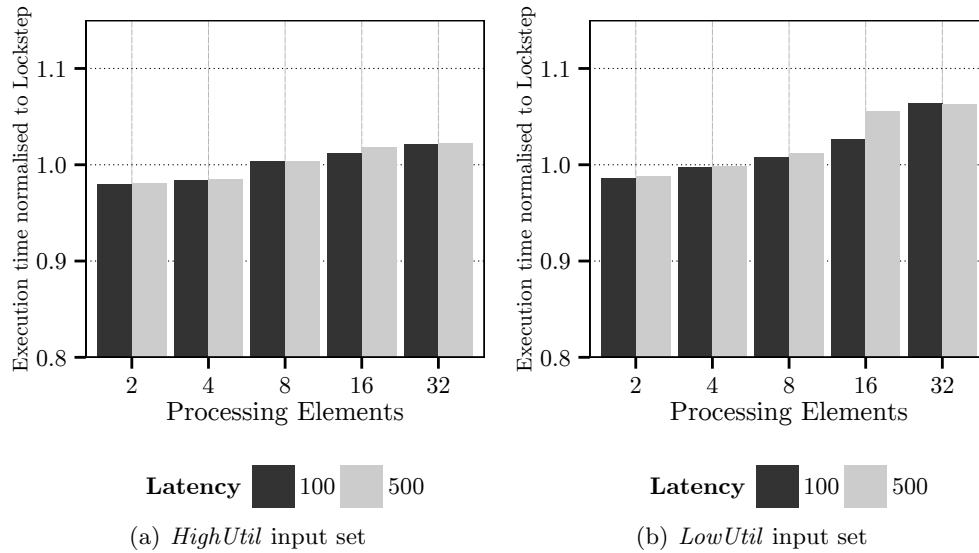 Execution time normalised to Lockstep
1.1
1.0
0.9
0.8
2 4 8 16 32
Processing Elements
Latency 100 500
(a) HighUtil input set
Execution time normalised to Lockstep
1.1
1.0
0.9
0.8
2 4 8 16 32
Processing Elements
Latency 100 500
(b) LowUtil input set